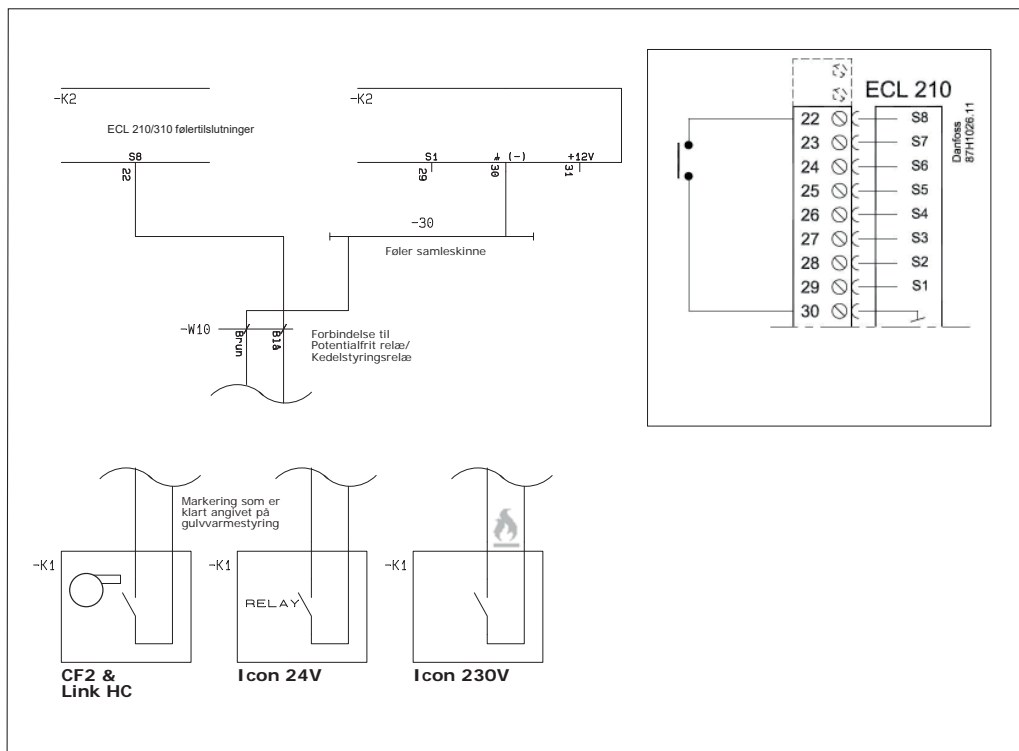 -K2
ECL 210/310 følertilslutninger
S8
22
-K2
S1
29
(-)
30
+12V
31
-30
Føler samleskinne
-W10
Brun
Blå
Forbindelse til
Potentialfrit relæ/
Kedelstyringsrelæ
ECL 210
22 S8
23 S7
24 S6
25 S5
26 S4
27 S3
28 S2
29 S1
30
Danfoss
87H1026.11
Markering som er
klart angivet på
gulvvarmestyring
-K1
CF2 &
Link HC
-K1
RELAY
Icon 24V
-K1
Icon 230V